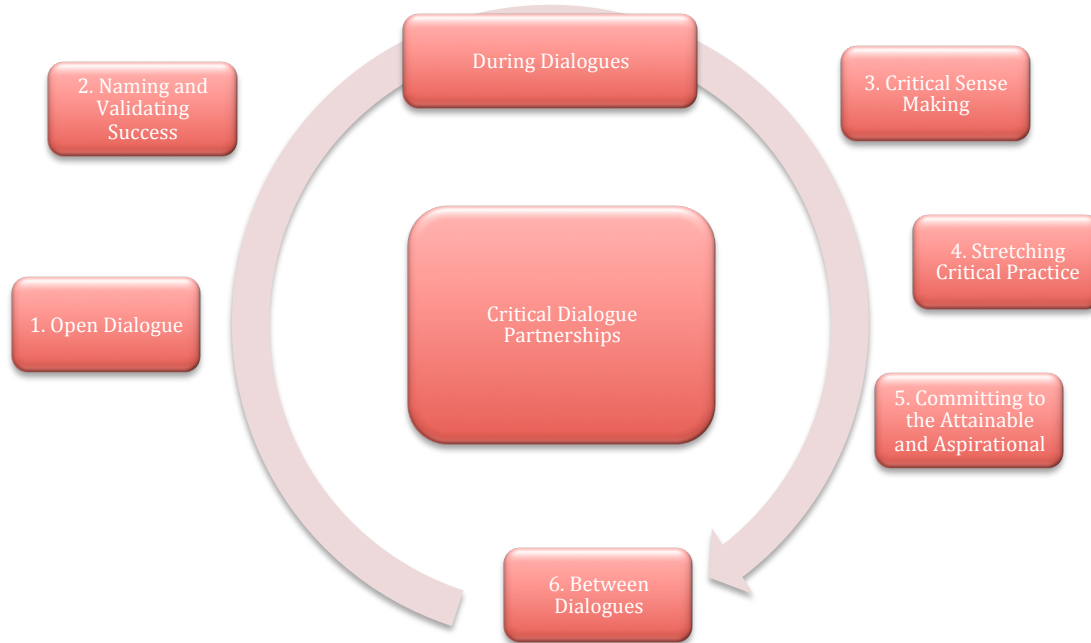 During Dialogues
2. Naming and
Validating
Success
3. Critical Sense
Making
1. Open Dialogue
4. Stretching
Critical Practice
Critical Dialogue
Partnerships
5. Committing to
the Attainable
and Aspirational
6. Between
Dialogues